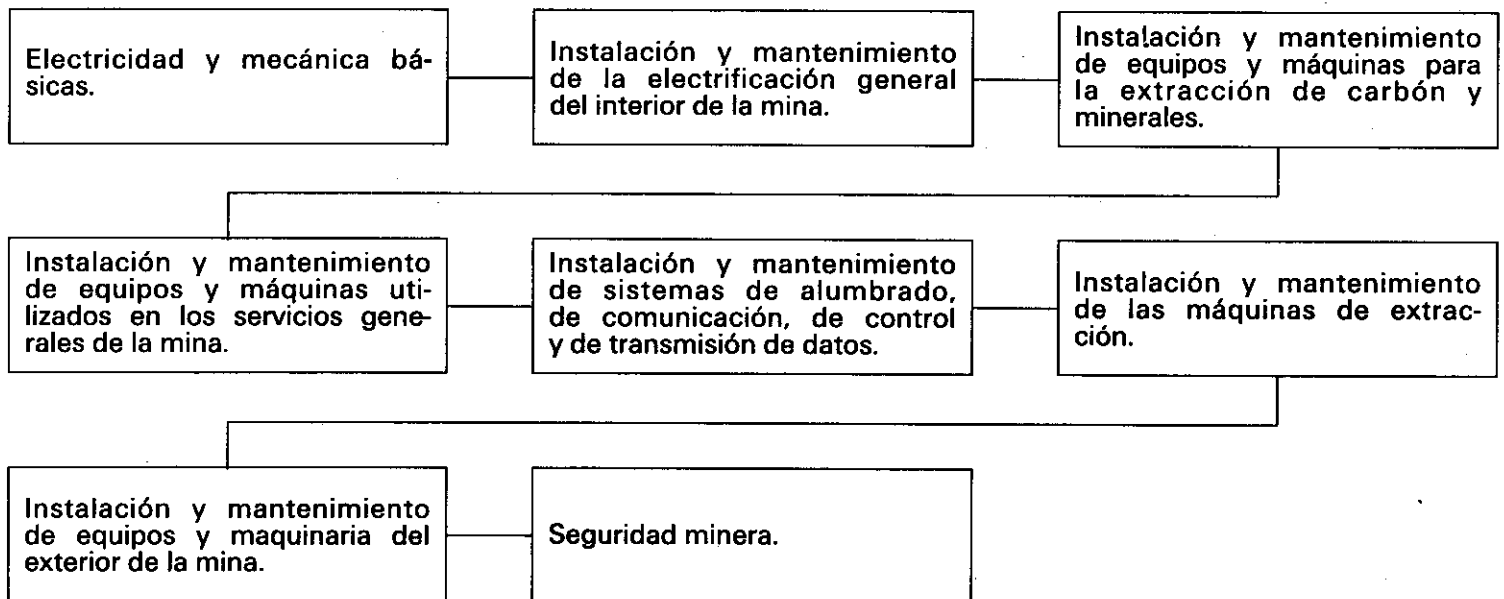 Electricidad y mecánica bá-
sicas.
Instalación y mantenimiento
de la electrificación general
del interior de la mina.
Instalación y mantenimiento
de equipos y máquinas para
la extracción de carbón y
minerales.
Instalación y mantenimiento
de equipos y máquinas uti-
lizados en los servicios gene-
rales de la mina.
Instalación y mantenimiento
de sistemas de alumbrado,
de comunicación, de control
y de transmisión de datos.
Instalación y mantenimiento
de las máquinas de extrac-
ción.
Instalación y mantenimiento
de equipos y maquinaria del
exterior de la mina.
Seguridad minera.